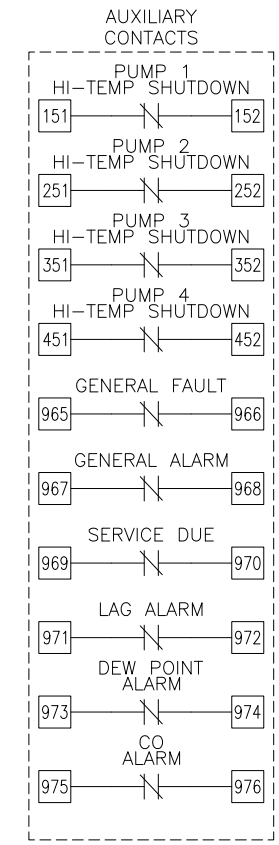 AUXILIARY
CONTACTS
PUMP 1
HI-TEMP SHUTDOWN
151 152
PUMP 2
HI-TEMP SHUTDOWN
251 252
PUMP 3
HI-TEMP SHUTDOWN
351 352
PUMP 4
HI-TEMP SHUTDOWN
451 452
GENERAL FAULT
965 966
GENERAL ALARM
967 968
SERVICE DUE
969 970
LAG ALARM
971 972
DEW POINT
ALARM
973 974
CO
ALARM
975 976